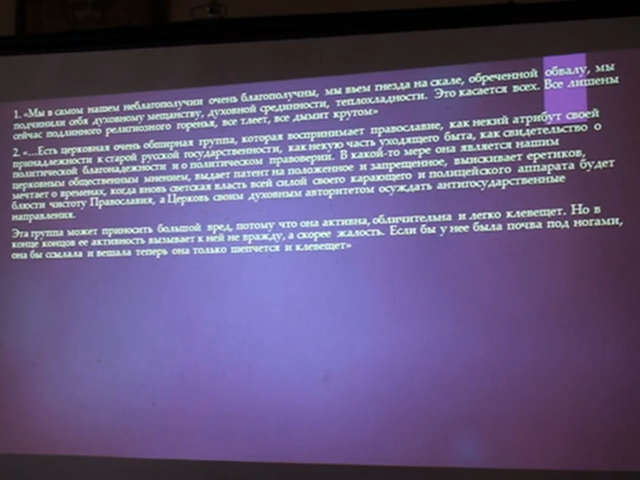 1. «Мы в самом нашем неблагополучии очень благополучны, мы вьем гнезда на скале, обреченной обвалу, мы
подчинили себя духовному мещанству, духовной срединности, теплохладности. Это касается всех. Все лишены
сейчас подлинного религиозного горенья, все тлеет, все дымит кругом»
2. «...Есть церковная очень обширная группа, которая воспринимает православие, как некий атрибут своей
принадлежности к старой русской государственности, как некую часть уходящего быта, как свидетельство о
политической благонадежности и о политическом правоверии. В какой-то мере она является нашим
церковным общественным мнением, выдает патент на положенное и запрещенное, выискивает еретиков,
мечтает о временах, когда вновь светская власть всей силой своего карающего и полицейского аппарата будет
блюсти чистоту Православия, а Церковь своим духовным авторитетом осуждать антигосударственные
направления.
Эта группа может приносить большой вред, потому что она активна, обличительна и легко клевещет. Но в
конце концов ее активность вызывает к ней не вражду, а скорее жалость. Если бы у нее была почва под ногами,
она бы ссылала и вешала теперь она только шепчется и клевещет»